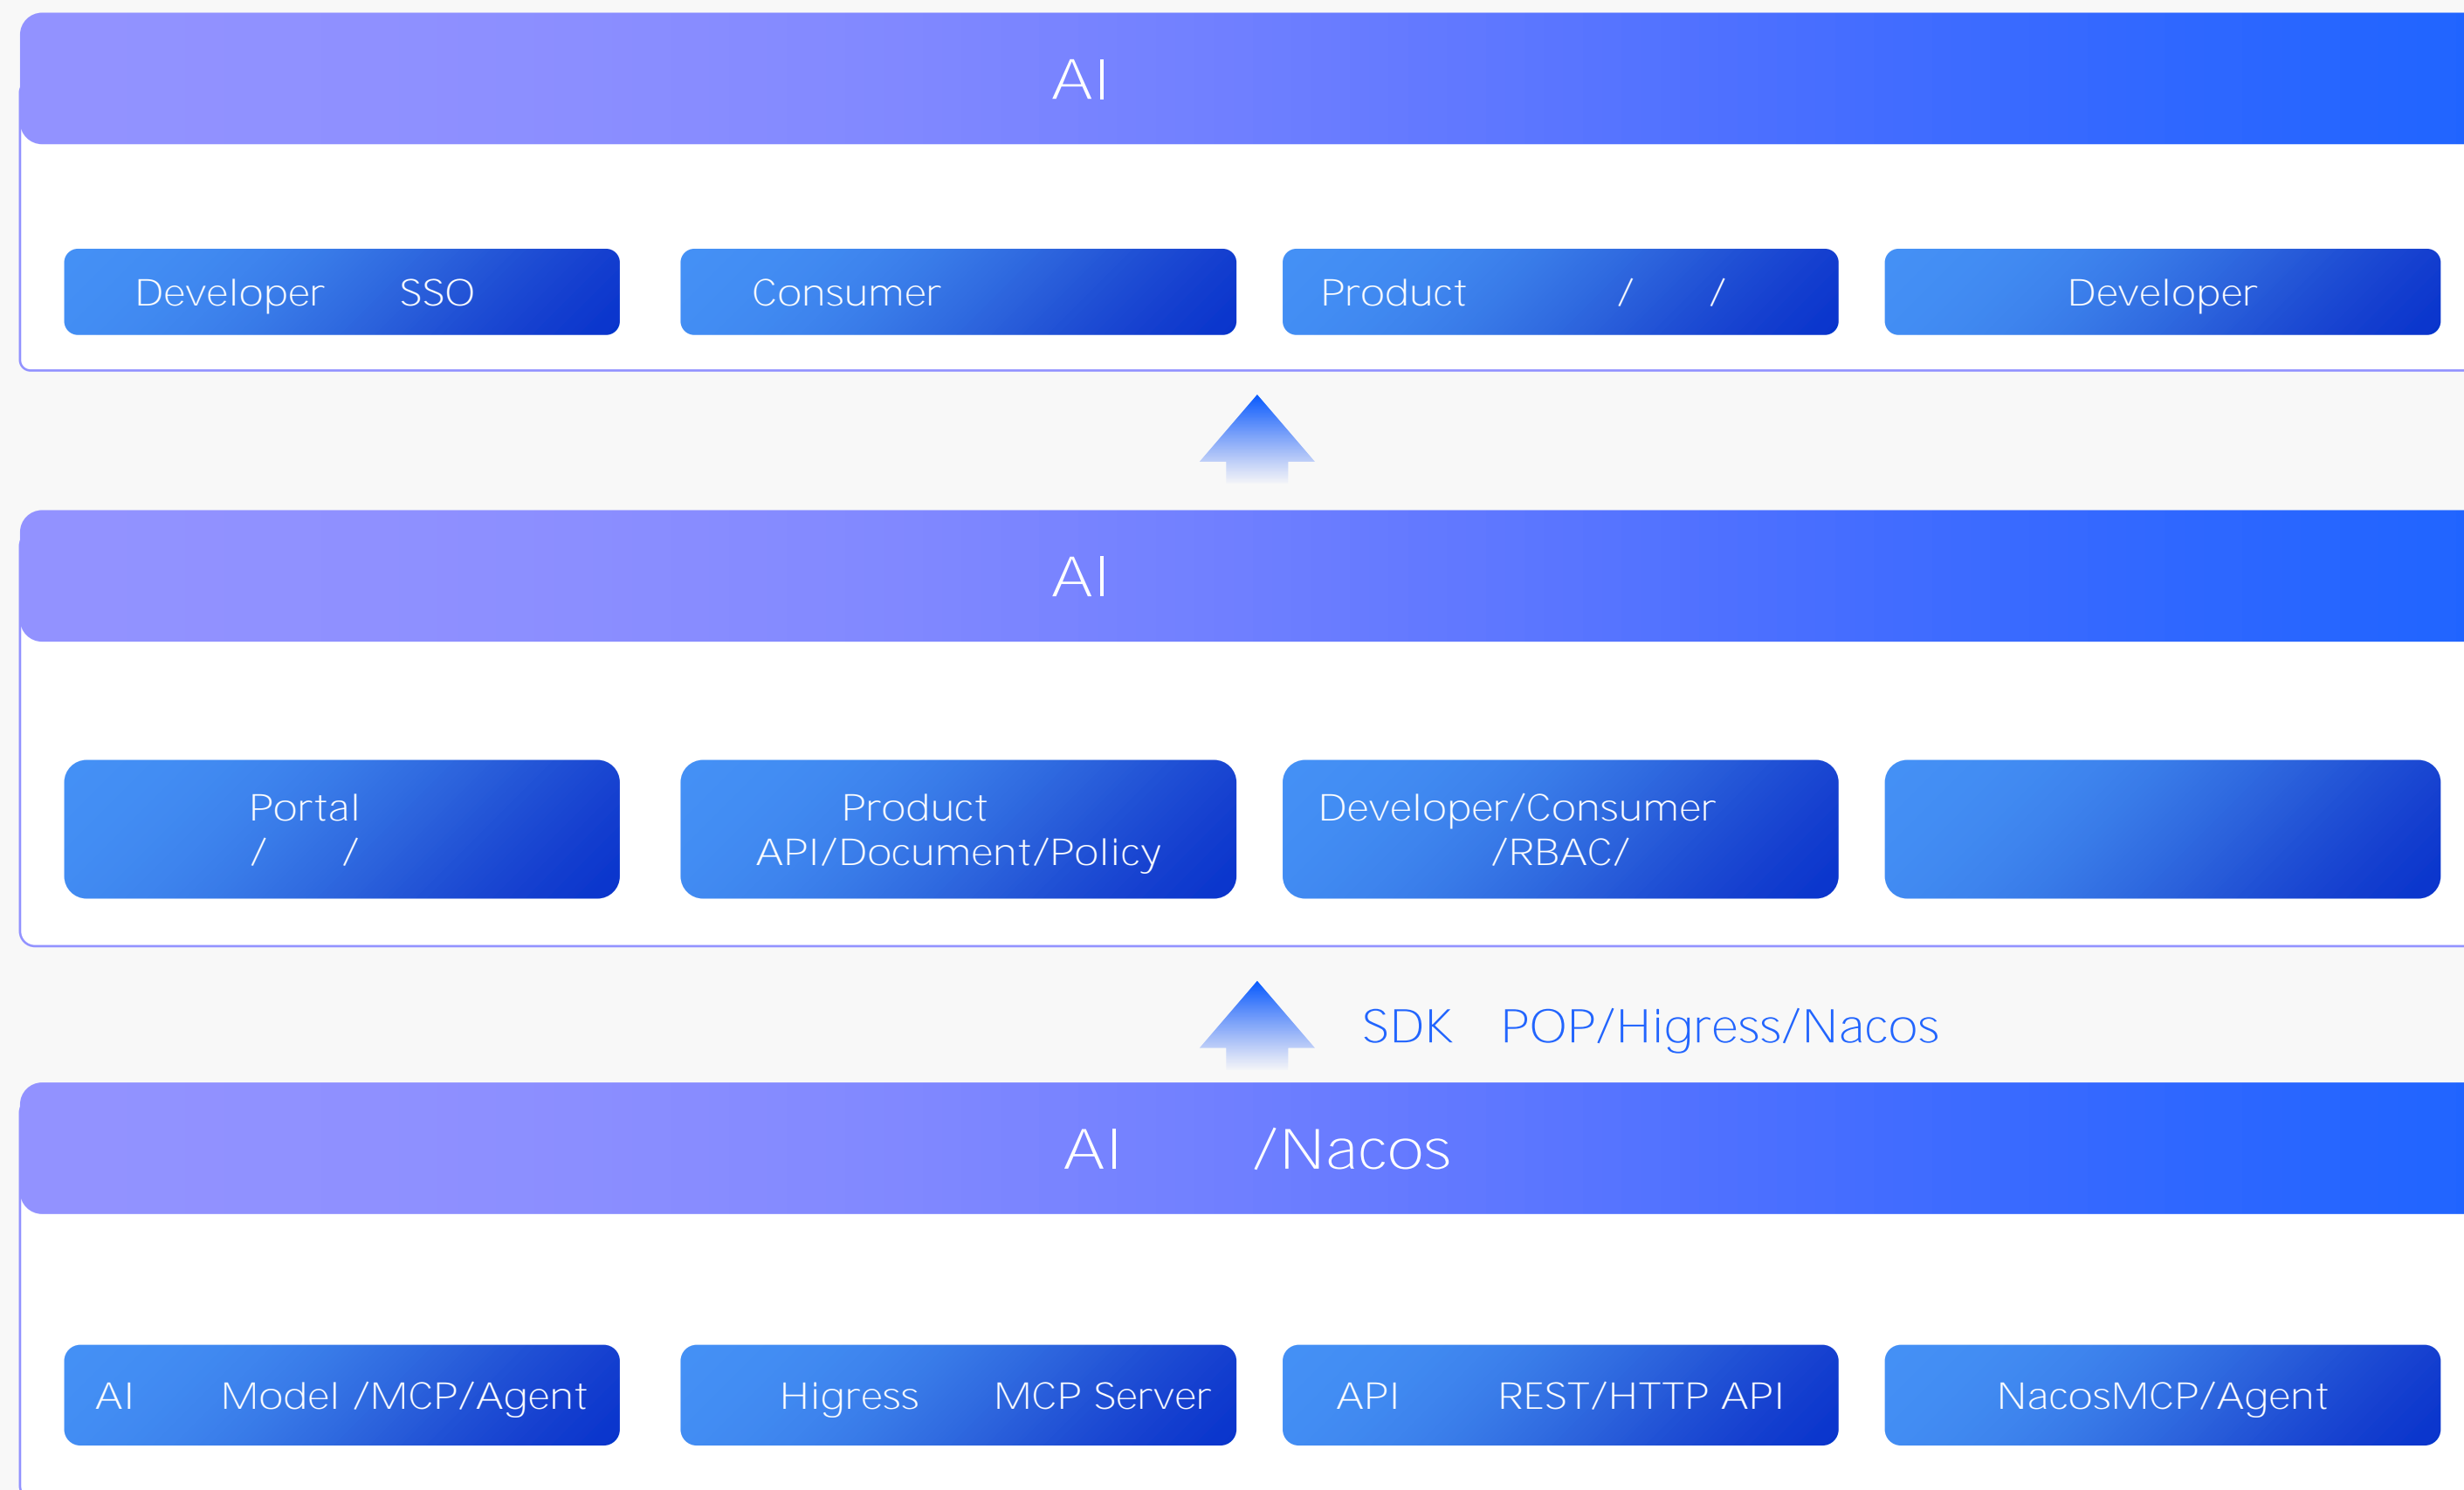 AI
Developer SSO
Consumer
Product / /
Developer
AI
Portal
/ /
Product
API/Document/Policy
Developer/Consumer
/RBAC/
SDK POP/Higress/Nacos
AI /Nacos
AI Model /MCP/Agent
Higress MCP Server
API REST/HTTP API
NacosMCP/Agent